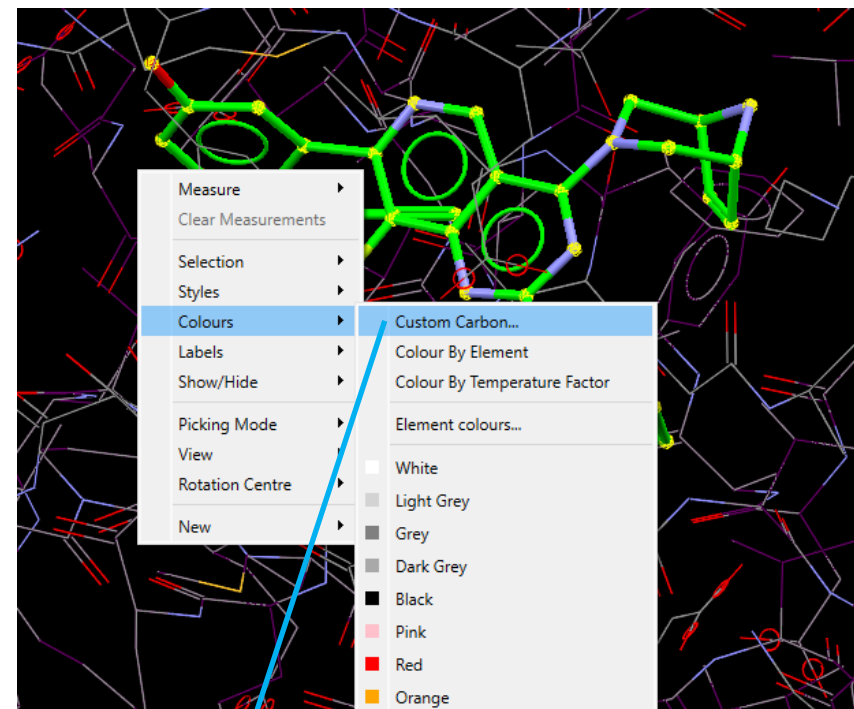 Measure
Clear Measurements
Selection
Styles
Colours
Labels
Show/Hide
Picking Mode
View
Rotation Centre
New
Custom Carbon...
Colour By Element
Colour By Temperature Factor
Element colours...
White
Light Grey
Grey
Dark Grey
Black
Pink
Red
Orange